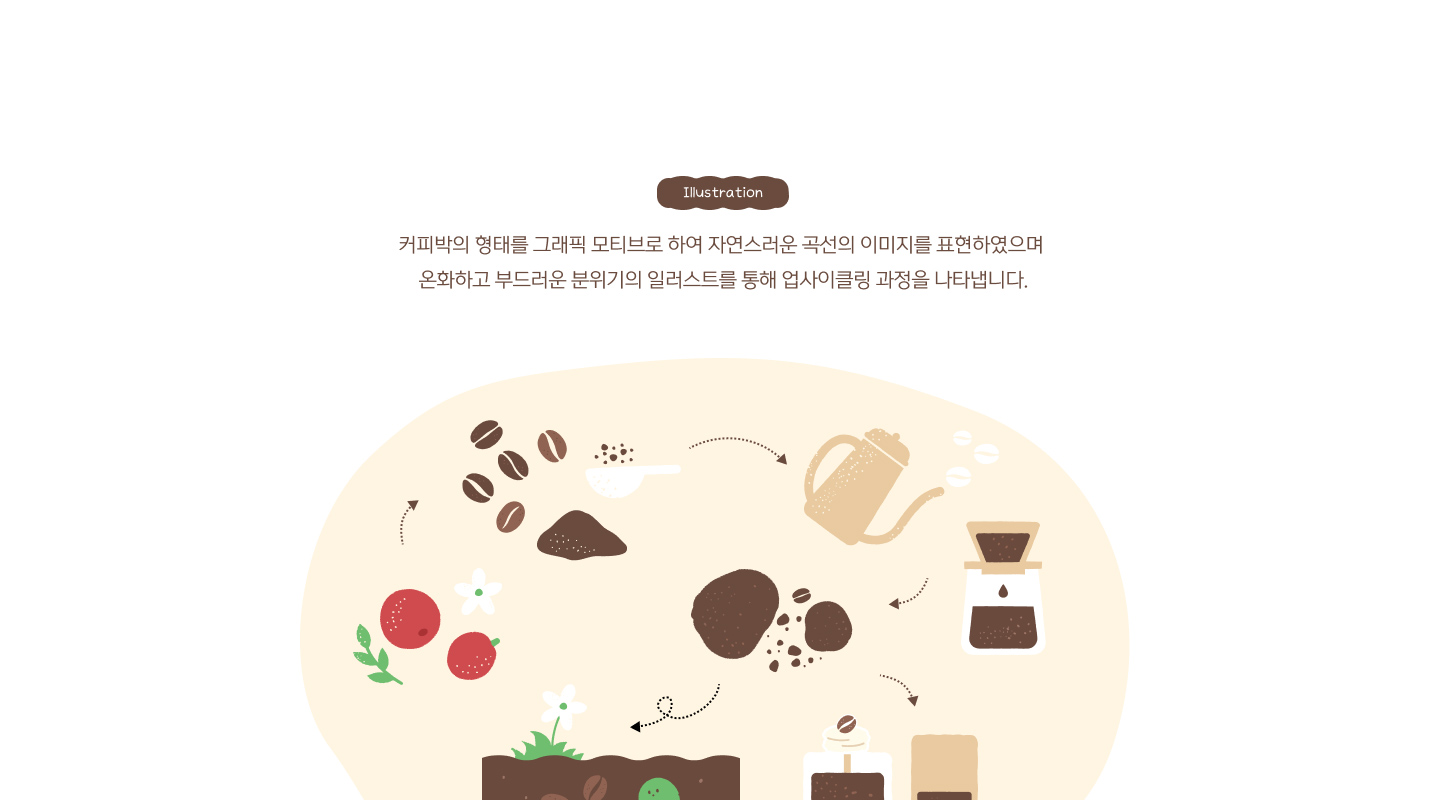 Illustration
커피박의 형태를 그래픽 모티브로 하여 자연스러운 곡선의 이미지를 표현하였으며
온화하고 부드러운 분위기의 일러스트를 통해 업사이클링 과정을 나타냅니다.